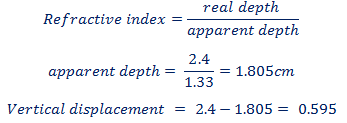 Refractive index = real depth / apparent depth
apparent depth = 2.4 / 1.33 = 1.805cm
Vertical displacement = 2.4 − 1.805 = 0.595